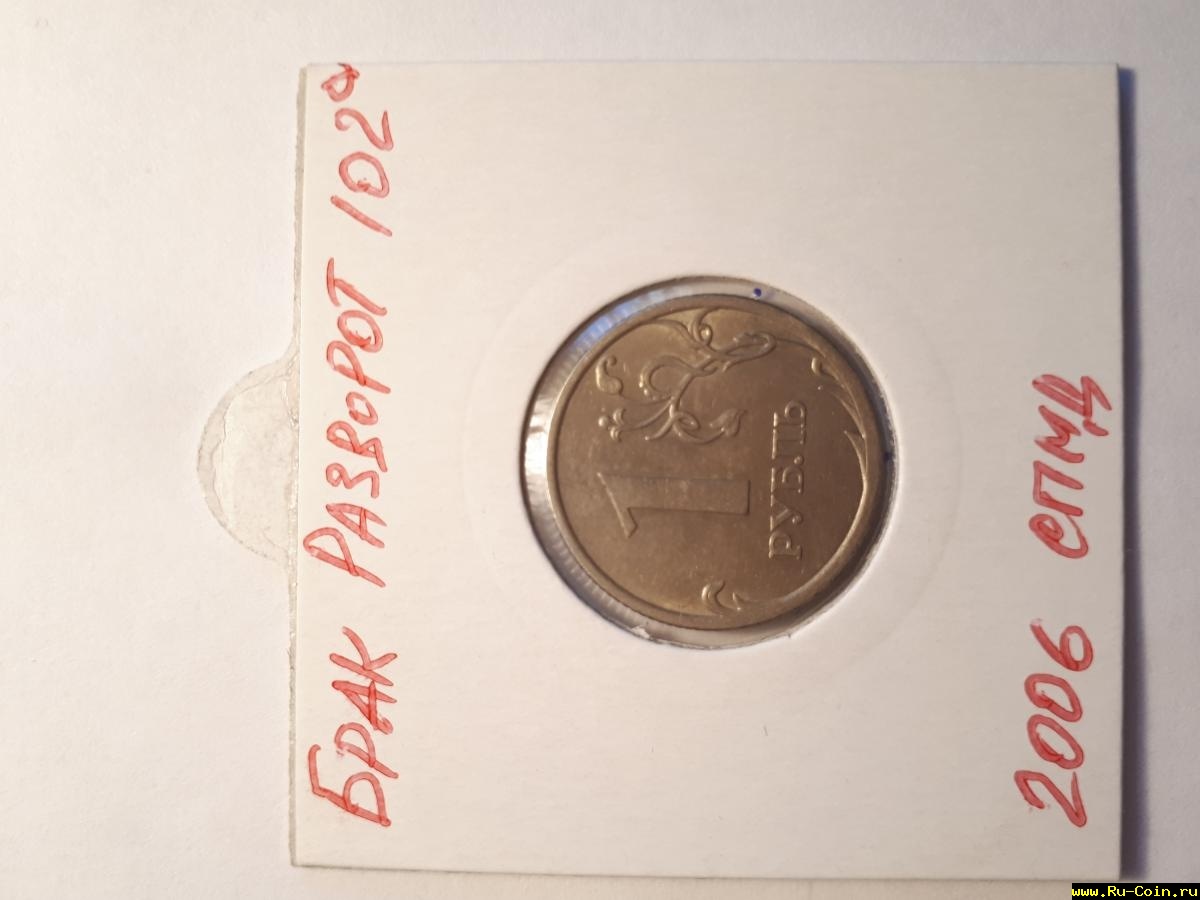 БРАК РАЗВОРОТ 102°
1
РУБЛЬ
2006 СПМД
www.Ru-Coin.ru